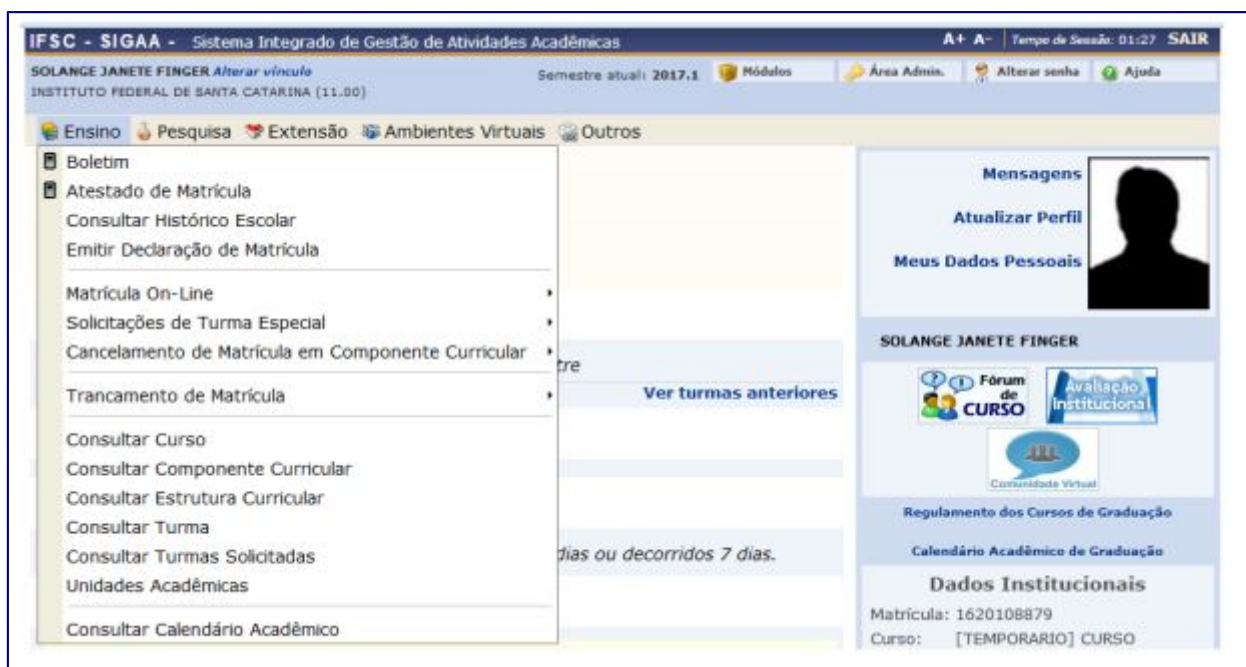 IFSC - SIGAA - Sistema Integrado de Gestão de Atividades Acadêmicas A+ A- Tempo de Sessão: 01:27 SAIR
SOLANGE JANETE FINGER Alterar vínculo Semestre atual: 2017.1 Módulos Área Admin. Alterar senha Ajuda
INSTITUTO FEDERAL DE SANTA CATARINA (11.00)
Ensino Pesquisa Extensão Ambientes Virtuais Outros
Boletim
Atestado de Matrícula
Consultar Histórico Escolar
Emitir Declaração de Matrícula
Matrícula On-Line
Solicitações de Turma Especial
Cancelamento de Matrícula em Componente Curricular
Trancamento de Matrícula
Consultar Curso
Consultar Componente Curricular
Consultar Estrutura Curricular
Consultar Turma
Consultar Turmas Solicitadas
Unidades Acadêmicas
Consultar Calendário Acadêmico
tre
Ver turmas anteriores
dias ou decorridos 7 dias.
Mensagens
Atualizar Perfil
Meus Dados Pessoais
SOLANGE JANETE FINGER
Fórum
de
CURSO
Avaliação
Institucional
Comunidade Virtual
Regulamento dos Cursos de Graduação
Calendário Acadêmico de Graduação
Dados Institucionais
Matrícula: 1620108879
Curso: [TEMPORARIO] CURSO